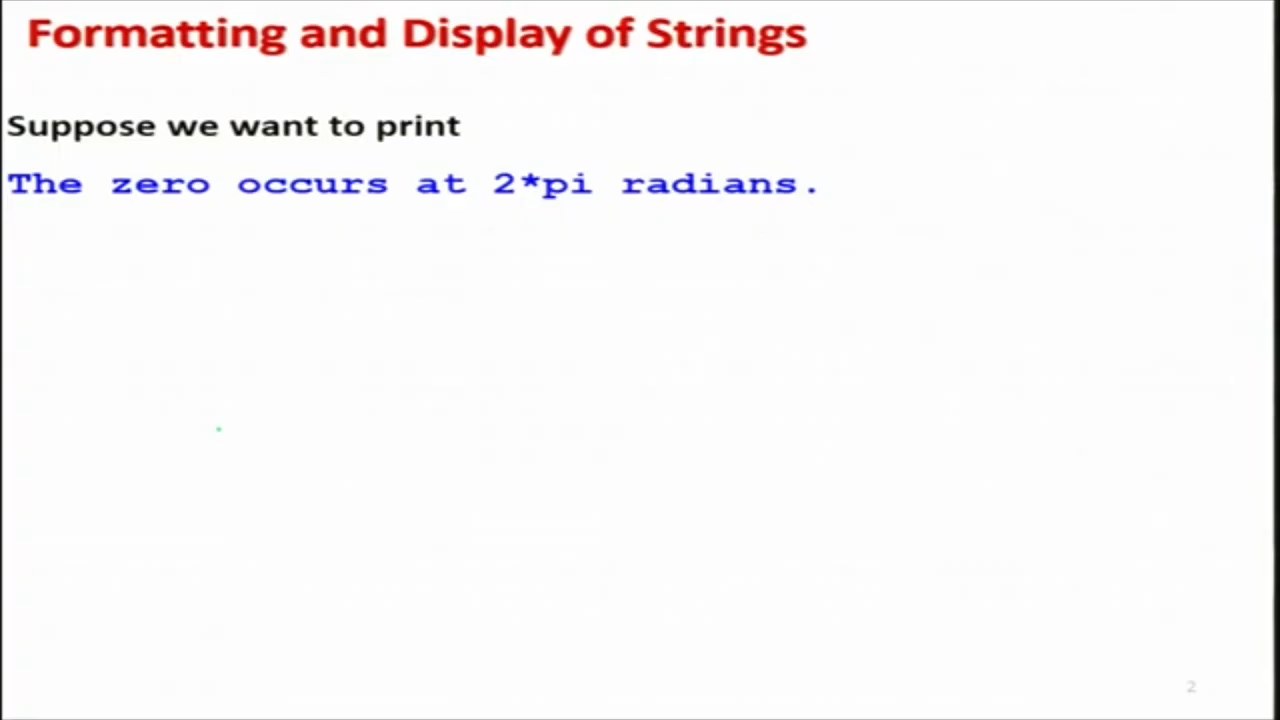 Formatting and Display of Strings
Suppose we want to print
The zero occurs at 2*pi radians.
2